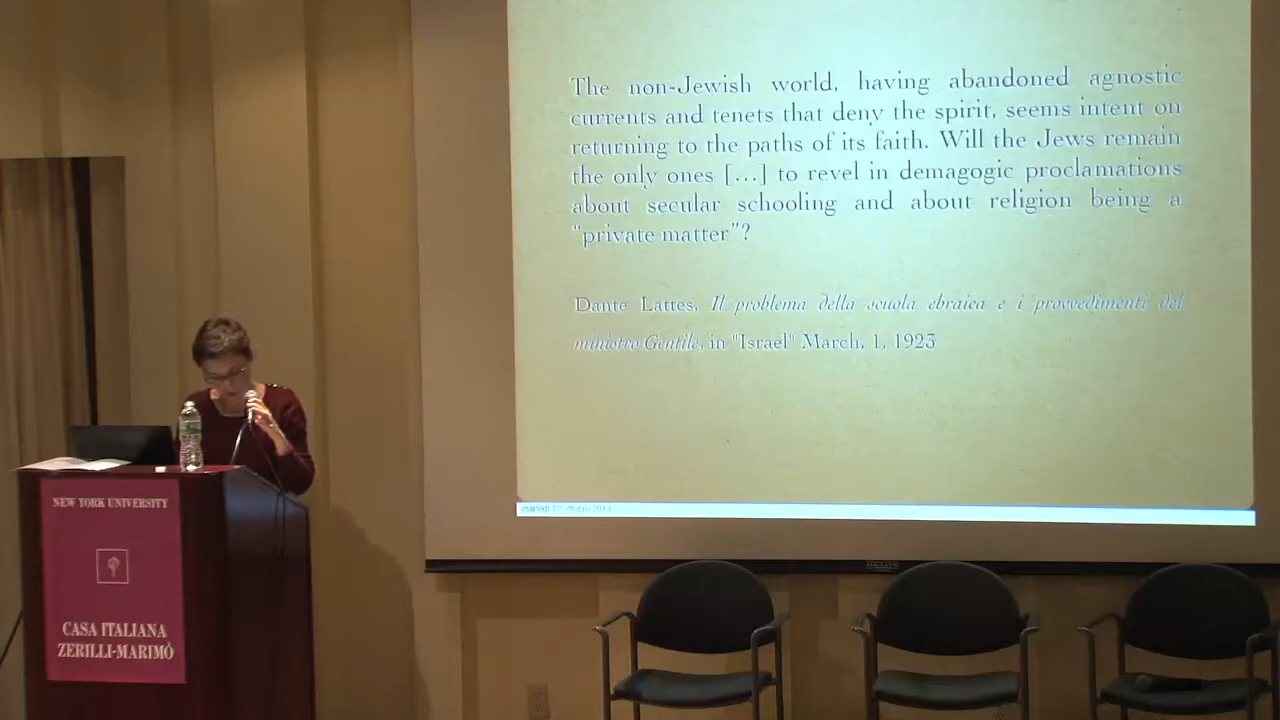 The non-Jewish world, having abandoned agnostic
currents and tenets that deny the spirit, seems intent on
returning to the paths of its faith. Will the Jews remain
the only ones […] to revel in demagogic proclamations
about secular schooling and about religion being a
“private matter”?
Dante Lattes, Il problema della scuola ebraica e i provvedimenti del
ministro Gentile, in "Israel" March, 1, 1923
NEW YORK UNIVERSITY
CASA ITALIANA
ZERILLI-MARIMÒ